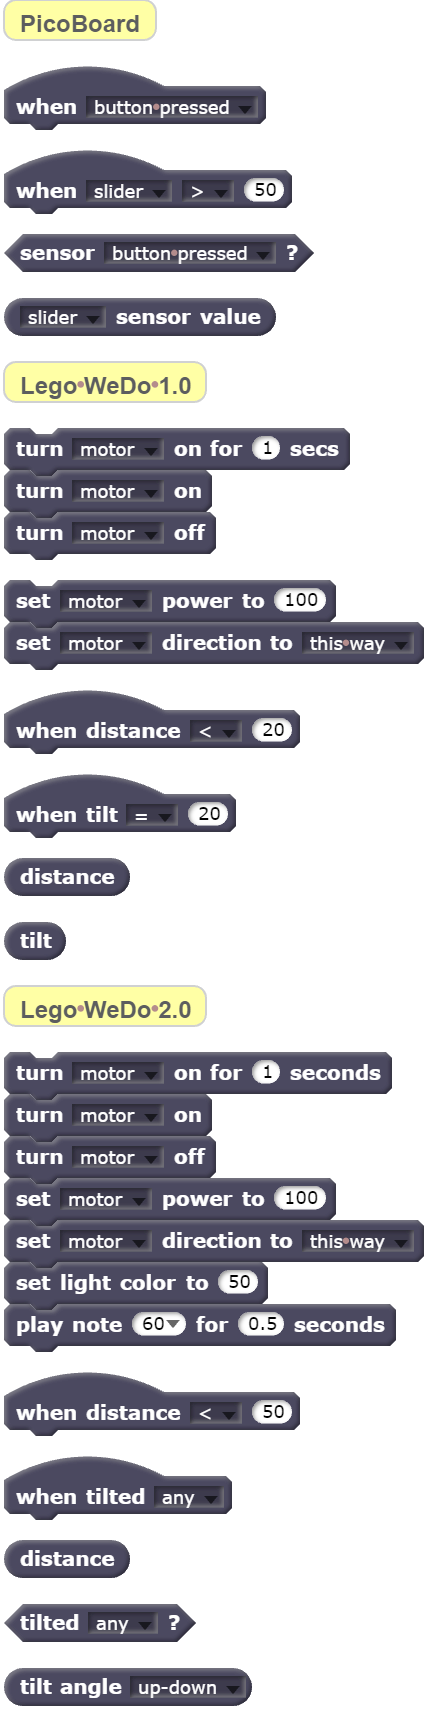 PicoBoard
when button pressed
when slider > 50
sensor button pressed ?
slider sensor value
Lego WeDo 1.0
turn motor on for 1 secs
turn motor on
turn motor off
set motor power to 100
set motor direction to this way
when distance < 20
when tilt = 20
distance
tilt
Lego WeDo 2.0
turn motor on for 1 seconds
turn motor on
turn motor off
set motor power to 100
set motor direction to this way
set light color to 50
play note 60 for 0.5 seconds
when distance < 50
when tilted any
distance
tilted any ?
tilt angle up-down